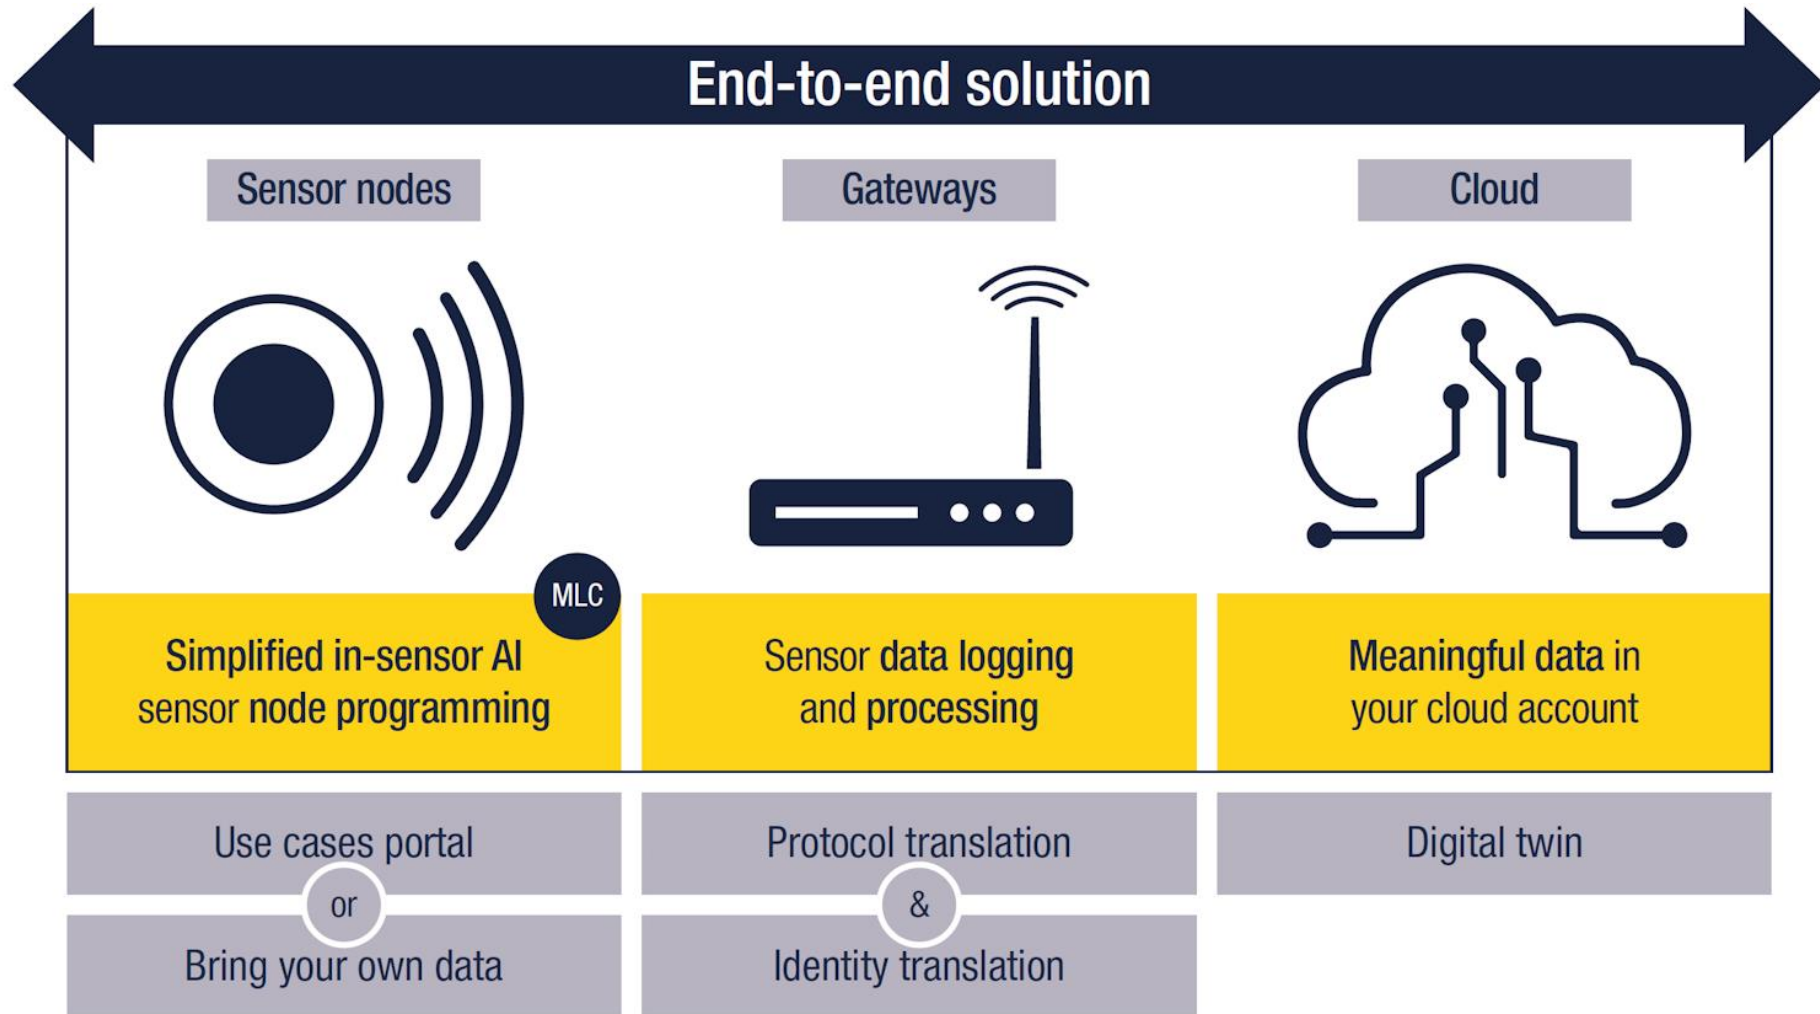 End-to-end solution
Sensor nodes
Gateways
Cloud
MLC
Simplified in-sensor AI
sensor node programming
Sensor data logging
and processing
Meaningful data in
your cloud account
Use cases portal
or
Bring your own data
Protocol translation
&
Identity translation
Digital twin